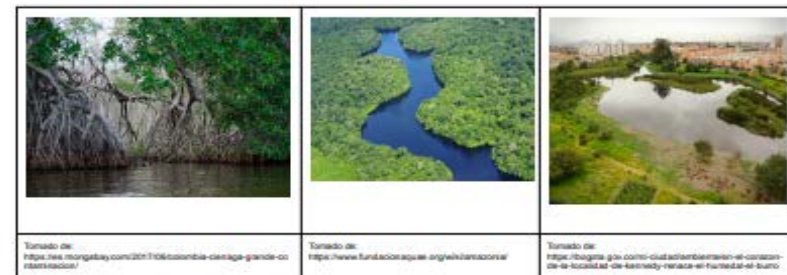 Tomado de:
https://es.mongabay.com/2017/06/colombia-cienaga-grande-co
ntaminacion/
Tomado de:
https://www.fundacionaquae.org/wiki/amazonia/
Tomado de:
https://bogota.gov.co/mi-ciudad/ambiente/en-el-corazon-
de-la-localidad-de-kennedy-renace-el-humedal-el-burro